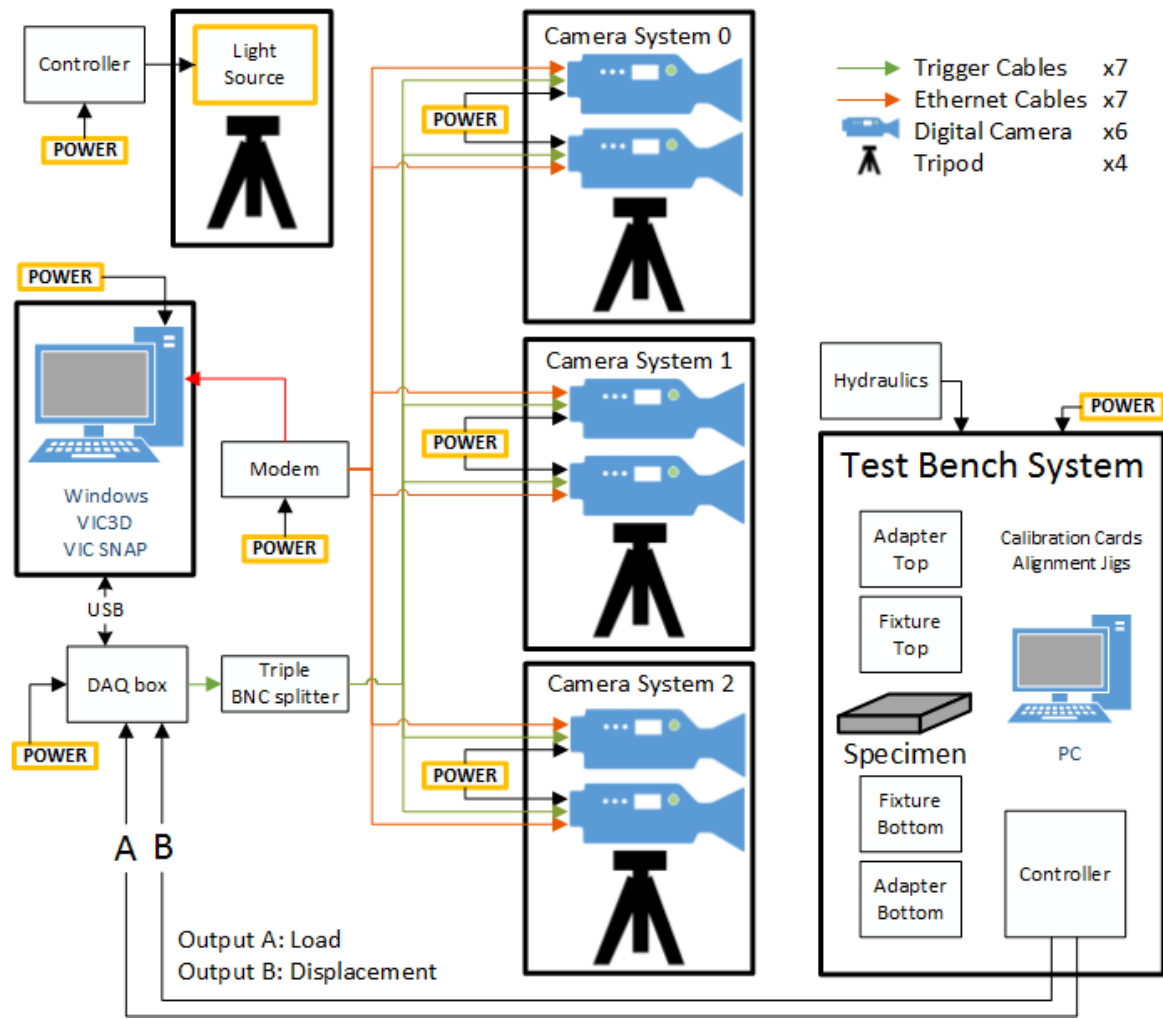 Controller
POWER
Light
Source
Camera System 0
POWER
Trigger Cables x7
Ethernet Cables x7
Digital Camera x6
Tripod x4
POWER
Windows
VIC3D
VIC SNAP
Modem
POWER
USB
DAQ box
POWER
Triple
BNC splitter
Camera System 1
POWER
Camera System 2
POWER
Hydraulics
POWER
Test Bench System
Adapter
Top
Fixture
Top
Specimen
Fixture
Bottom
Adapter
Bottom
Calibration Cards
Alignment Jigs
PC
Controller
A B
Output A: Load
Output B: Displacement